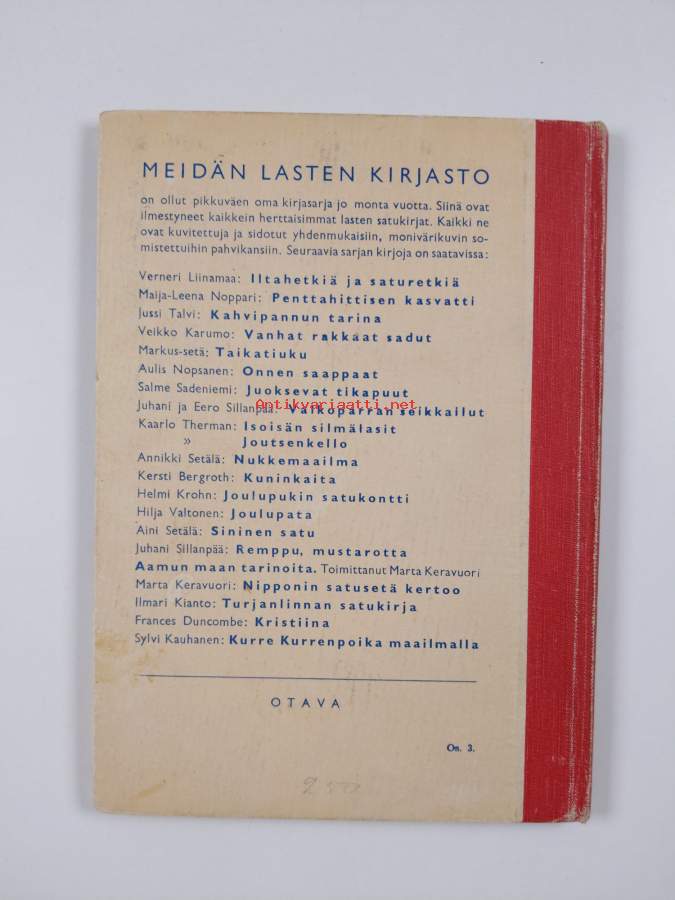 MEIDÄN LASTEN KIRJASTO
on ollut pikkuväen oma kirjasarja jo monta vuotta. Siinä ovat
ilmestyneet kaikkein herttaisimmat lasten satukirjat. Kaikki ne
ovat kuvitettuja ja sidotut yhdenmukaisiin, monivärikuvin so-
mistettuihin pahvikansiin. Seuraavia sarjan kirjoja on saatavissa:
Verneri Liinamaa: Iltahetkiä ja saturetkiä
Maija-Leena Noppari: Penttahittisen kasvatti
Jussi Talvi: Kahvipannun tarina
Veikko Karumo: Vanhat rakkaat sadut
Markus-setä: Taikatiuku
Aulis Nopsanen: Onnen saappaat
Salme Sadeniemi: Juoksevat tikapuut
Antikvariaatti.net
Juhani ja Eero Sillanpää: Valkoparran seikkailut
Kaarlo Therman: Isoisän silmälasit
» Joutsenkello
Annikki Setälä: Nukkemaailma
Kersti Bergroth: Kuninkaita
Helmi Krohn: Joulupukin satukontti
Hilja Valtonen: Joulupata
Aini Setälä: Sininen satu
Juhani Sillanpää: Remppu, mustarotta
Aamun maan tarinoita. Toimittanut Marta Keravuori
Marta Keravuori: Nipponin satusetä kertoo
Ilmari Kianto: Turjanlinnan satukirja
Frances Duncombe: Kristiina
Sylvi Kauhanen: Kurre Kurrenpoika maailmalla
OTAVA
On. 3.